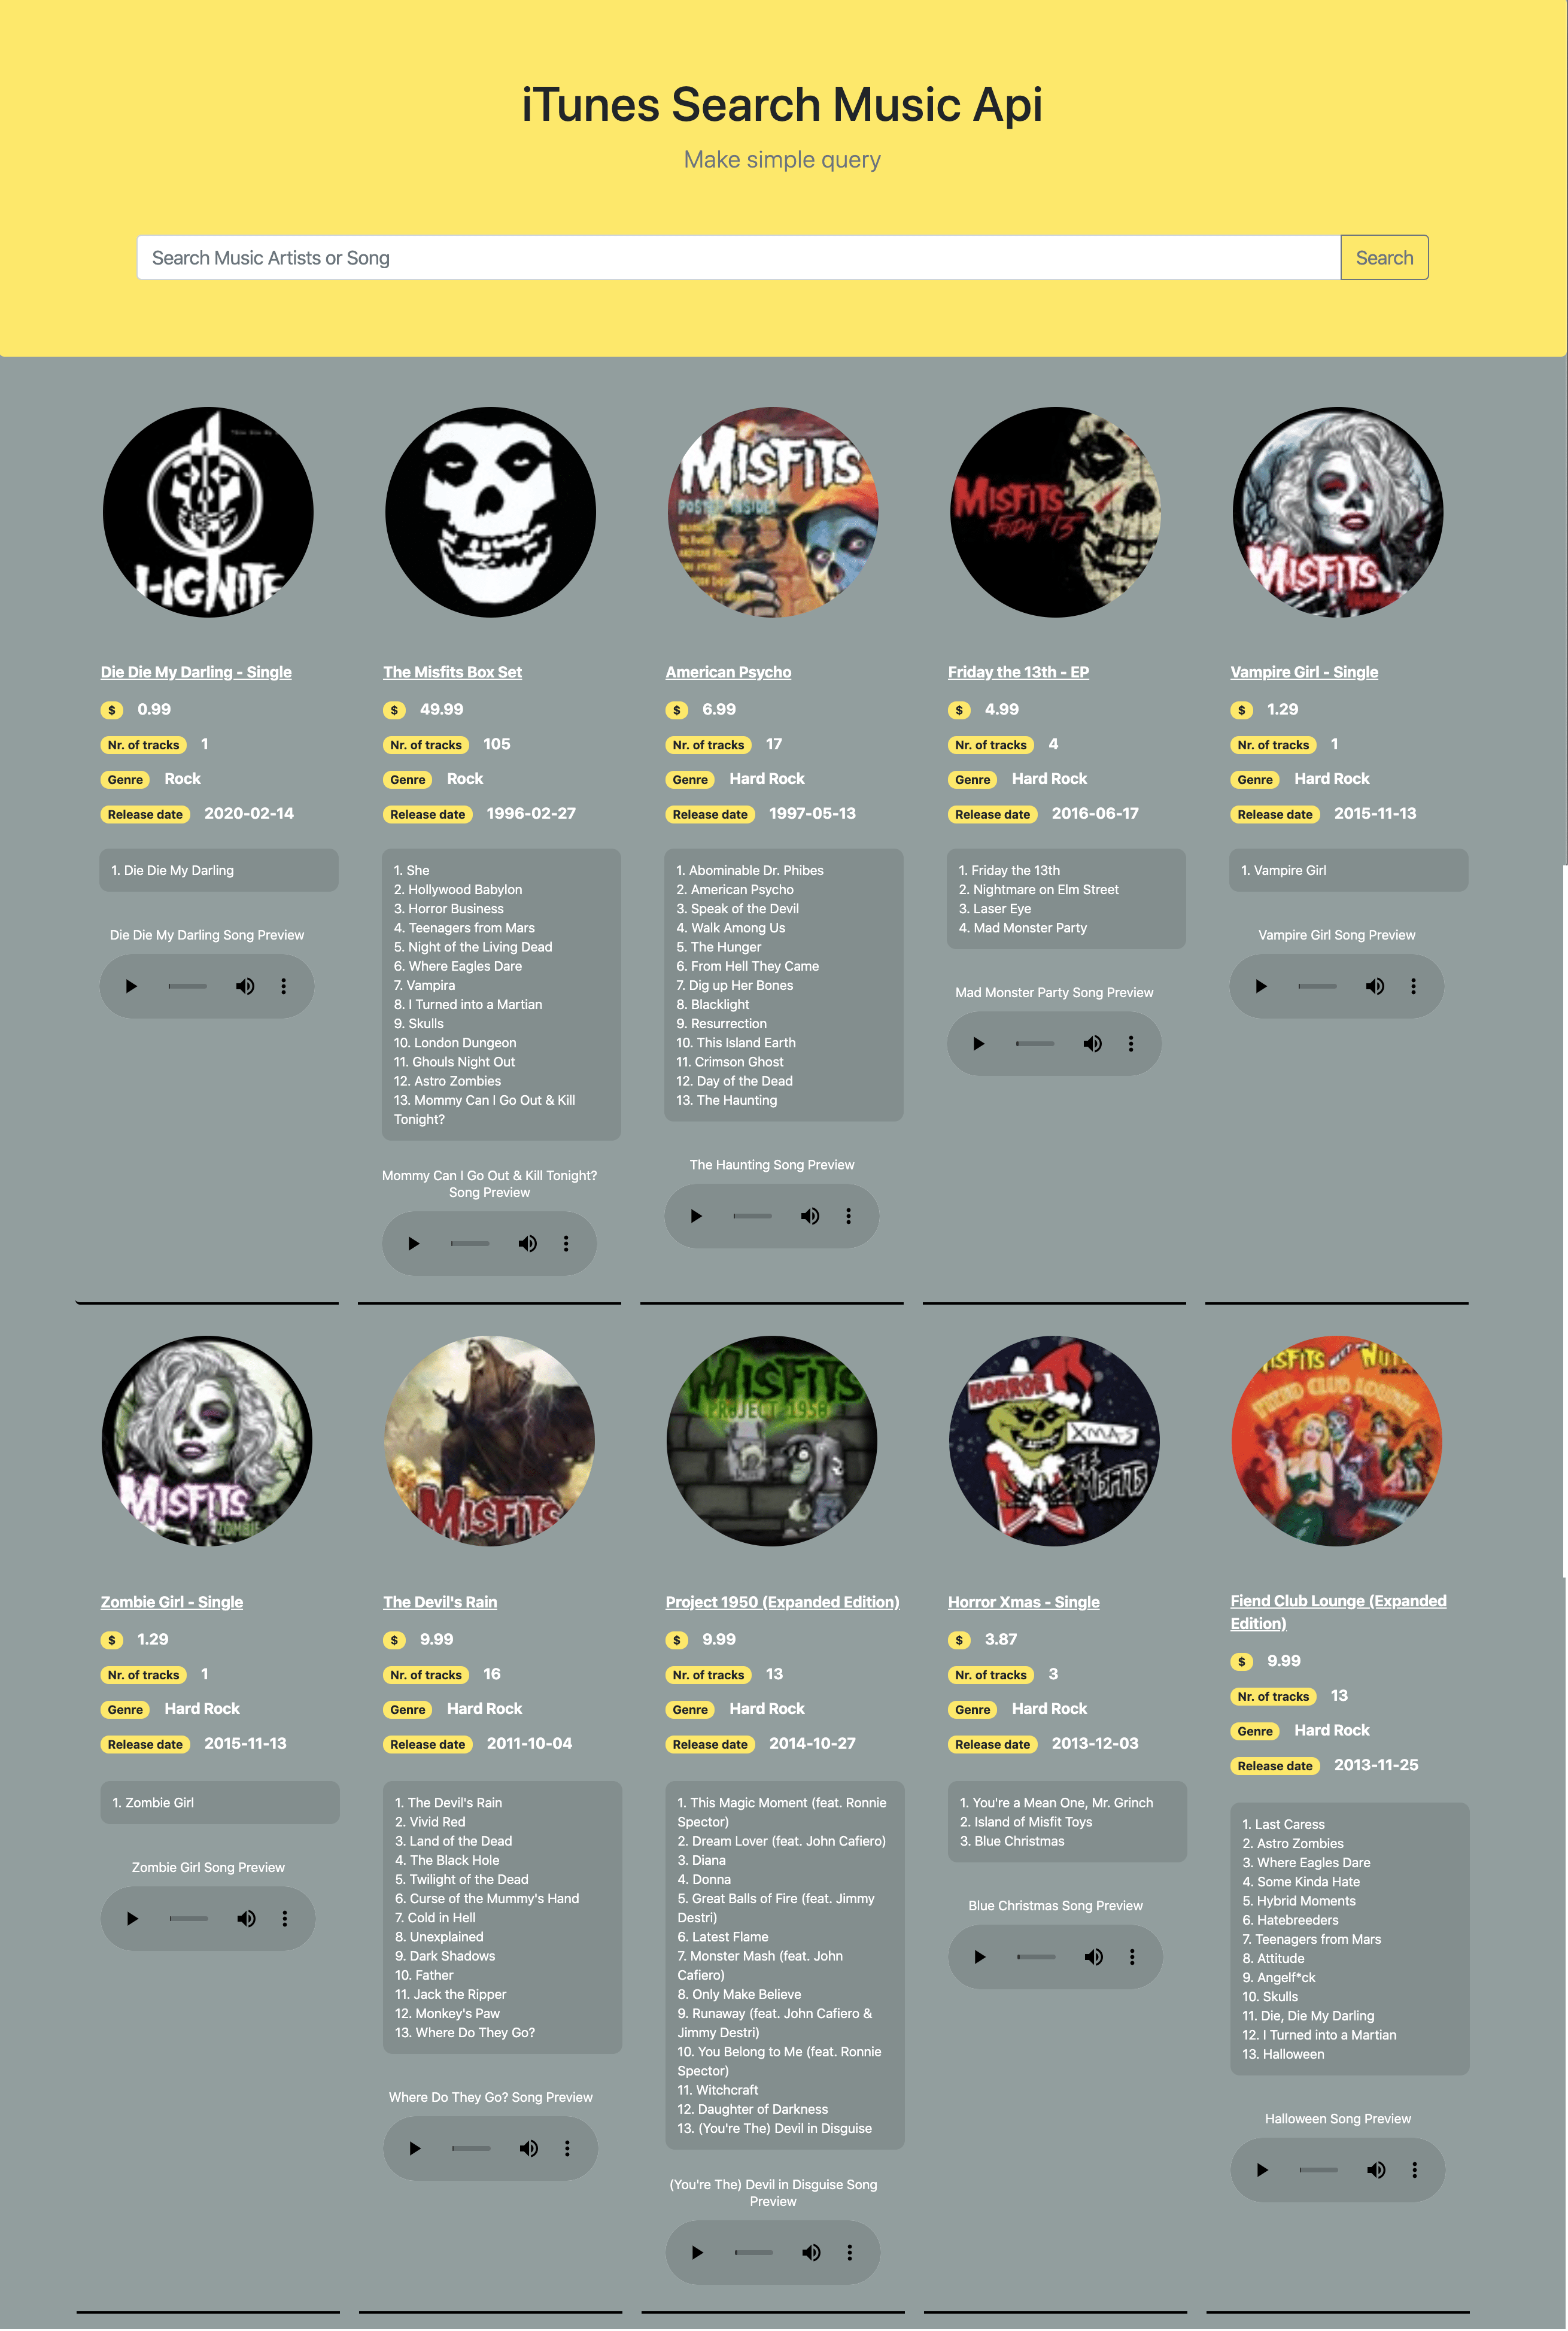 iTunes Search Music Api
Make simple query
Search Music Artists or Song
Search
I-IGNITE
MISFITS
POSTER INSIDE!
MISFITS
FRIDAY THE 13
MISFITS
Die Die My Darling - Single
$ 0.99
Nr. of tracks 1
Genre Rock
Release date 2020-02-14
1. Die Die My Darling
Die Die My Darling Song Preview
The Misfits Box Set
$ 49.99
Nr. of tracks 105
Genre Rock
Release date 1996-02-27
1. She
2. Hollywood Babylon
3. Horror Business
4. Teenagers from Mars
5. Night of the Living Dead
6. Where Eagles Dare
7. Vampira
8. I Turned into a Martian
9. Skulls
10. London Dungeon
11. Ghouls Night Out
12. Astro Zombies
13. Mommy Can I Go Out & Kill
Tonight?
Mommy Can I Go Out & Kill Tonight?
Song Preview
American Psycho
$ 6.99
Nr. of tracks 17
Genre Hard Rock
Release date 1997-05-13
1. Abominable Dr. Phibes
2. American Psycho
3. Speak of the Devil
4. Walk Among Us
5. The Hunger
6. From Hell They Came
7. Dig up Her Bones
8. Blacklight
9. Resurrection
10. This Island Earth
11. Crimson Ghost
12. Day of the Dead
13. The Haunting
The Haunting Song Preview
Friday the 13th - EP
$ 4.99
Nr. of tracks 4
Genre Hard Rock
Release date 2016-06-17
1. Friday the 13th
2. Nightmare on Elm Street
3. Laser Eye
4. Mad Monster Party
Mad Monster Party Song Preview
Vampire Girl - Single
$ 1.29
Nr. of tracks 1
Genre Hard Rock
Release date 2015-11-13
1. Vampire Girl
Vampire Girl Song Preview
MISFITS
ZOMBIE
MISFITS
MISFITS
PROJECT 1950
HORROR
XMAS
THE MISFITS
FIEND CLUB LOUNGE
Zombie Girl - Single
$ 1.29
Nr. of tracks 1
Genre Hard Rock
Release date 2015-11-13
1. Zombie Girl
Zombie Girl Song Preview
The Devil's Rain
$ 9.99
Nr. of tracks 16
Genre Hard Rock
Release date 2011-10-04
1. The Devil's Rain
2. Vivid Red
3. Land of the Dead
4. The Black Hole
5. Twilight of the Dead
6. Curse of the Mummy's Hand
7. Cold in Hell
8. Unexplained
9. Dark Shadows
10. Father
11. Jack the Ripper
12. Monkey's Paw
13. Where Do They Go?
Where Do They Go? Song Preview
Project 1950 (Expanded Edition)
$ 9.99
Nr. of tracks 13
Genre Hard Rock
Release date 2014-10-27
1. This Magic Moment (feat. Ronnie
Spector)
2. Dream Lover (feat. John Cafiero)
3. Diana
4. Donna
5. Great Balls of Fire (feat. Jimmy
Destri)
6. Latest Flame
7. Monster Mash (feat. John
Cafiero)
8. Only Make Believe
9. Runaway (feat. John Cafiero &
Jimmy Destri)
10. You Belong to Me (feat. Ronnie
Spector)
11. Witchcraft
12. Daughter of Darkness
13. (You're The) Devil in Disguise
(You're The) Devil in Disguise Song
Preview
Horror Xmas - Single
$ 3.87
Nr. of tracks 3
Genre Hard Rock
Release date 2013-12-03
1. You're a Mean One, Mr. Grinch
2. Island of Misfit Toys
3. Blue Christmas
Blue Christmas Song Preview
Fiend Club Lounge (Expanded
Edition)
$ 9.99
Nr. of tracks 13
Genre Hard Rock
Release date 2013-11-25
1. Last Caress
2. Astro Zombies
3. Where Eagles Dare
4. Some Kinda Hate
5. Hybrid Moments
6. Hatebreeders
7. Teenagers from Mars
8. Attitude
9. Angelf*ck
10. Skulls
11. Die, Die My Darling
12. I Turned into a Martian
13. Halloween
Halloween Song Preview